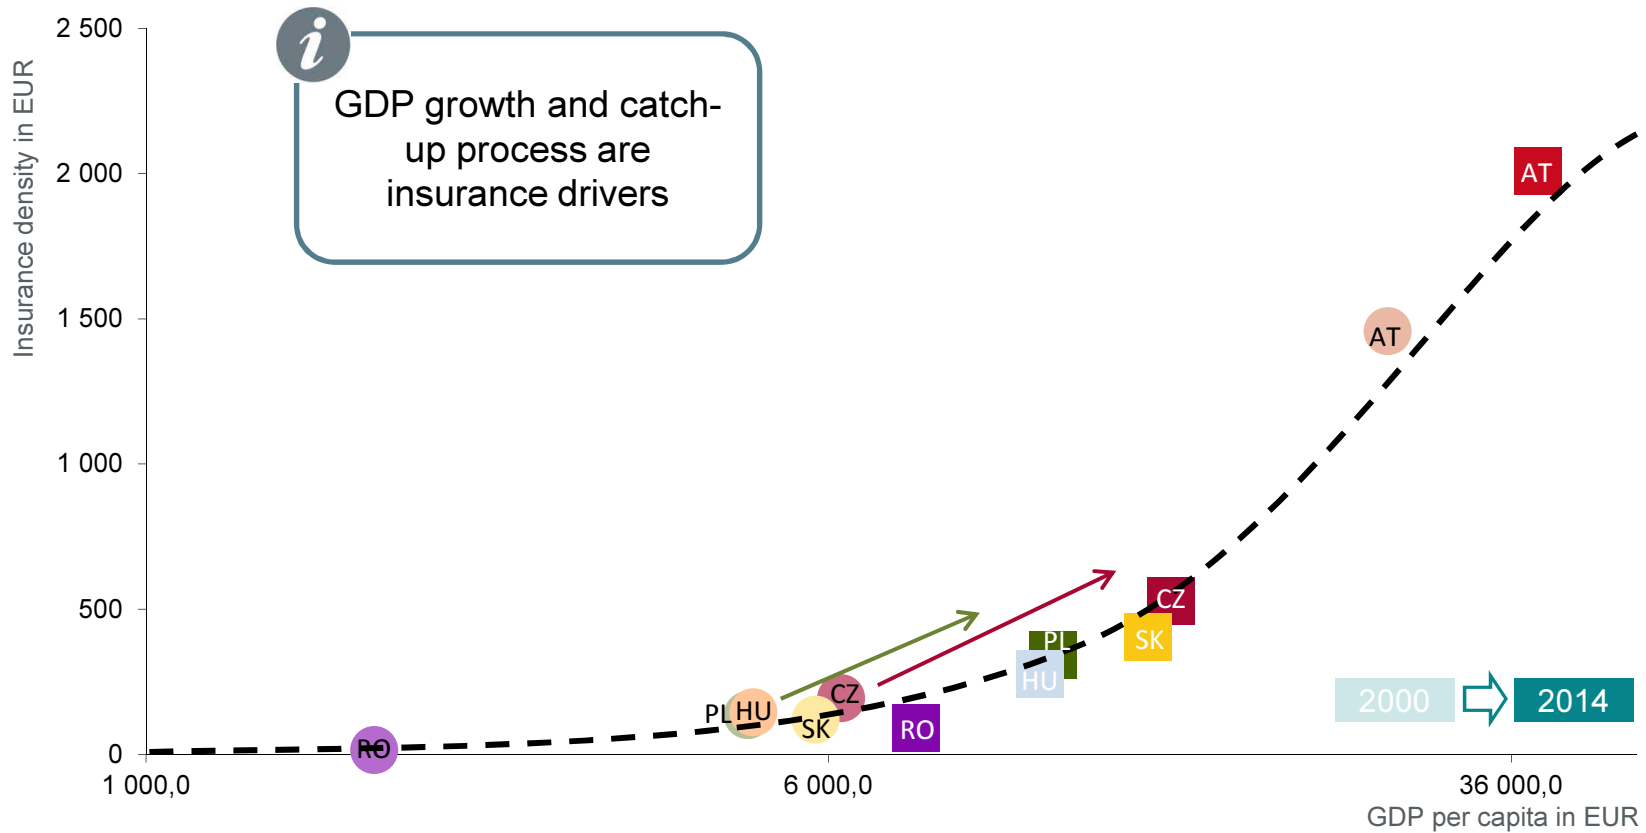 2 500
2 000
1 500
1 000
500
0
Insurance density in EUR
i
GDP growth and catch-
up process are
insurance drivers
AT
AT
CZ
SK
PL
HU
RO
CZ
SK
PL
HU
RO
2000
2014
1 000,0
6 000,0
36 000,0
GDP per capita in EUR